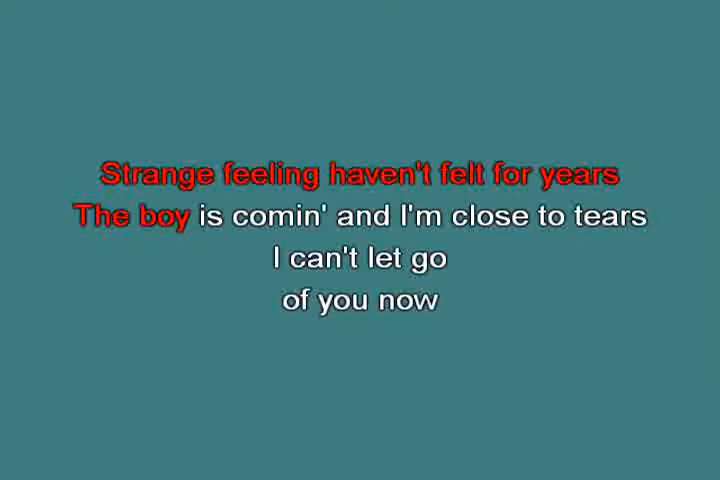 Strange feeling haven't felt for years
The boy is comin' and I'm close to tears
I can't let go
of you now